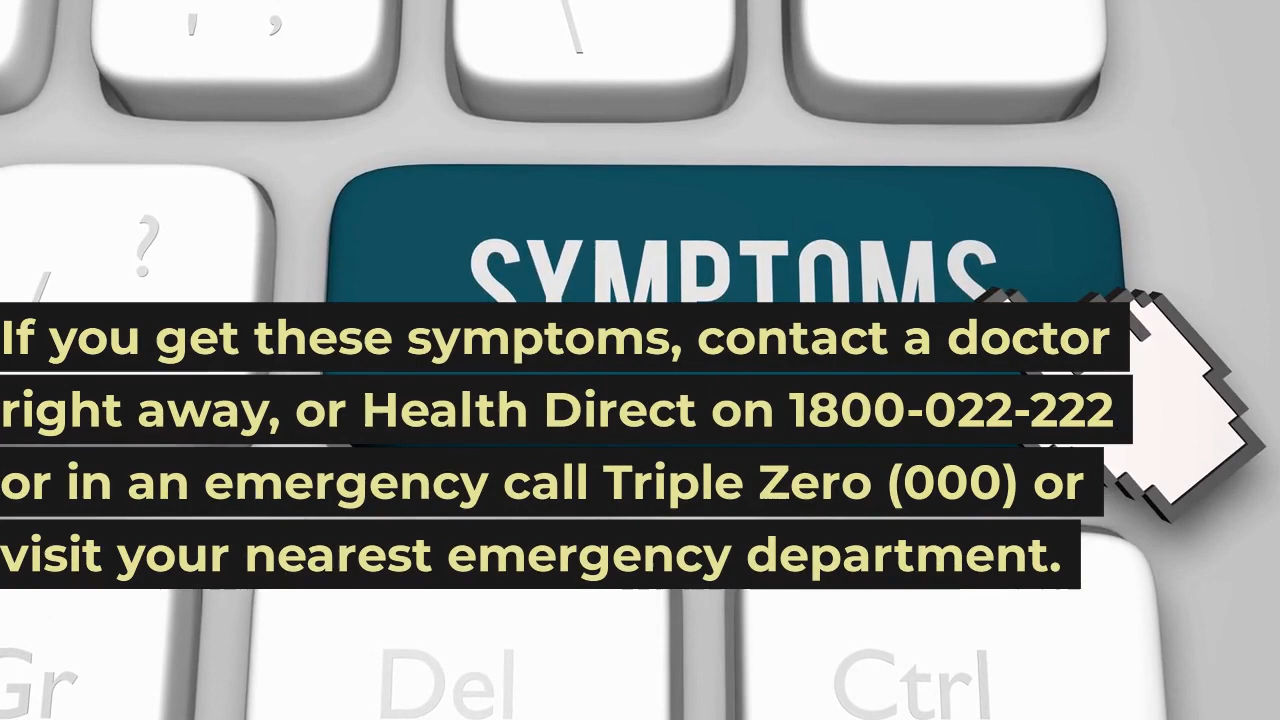 ' ,
\
?
/
SYMPTOMS
If you get these symptoms, contact a doctor
right away, or Health Direct on 1800-022-222
or in an emergency call Triple Zero (000) or
visit your nearest emergency department.
Gr
Del
Ctrl